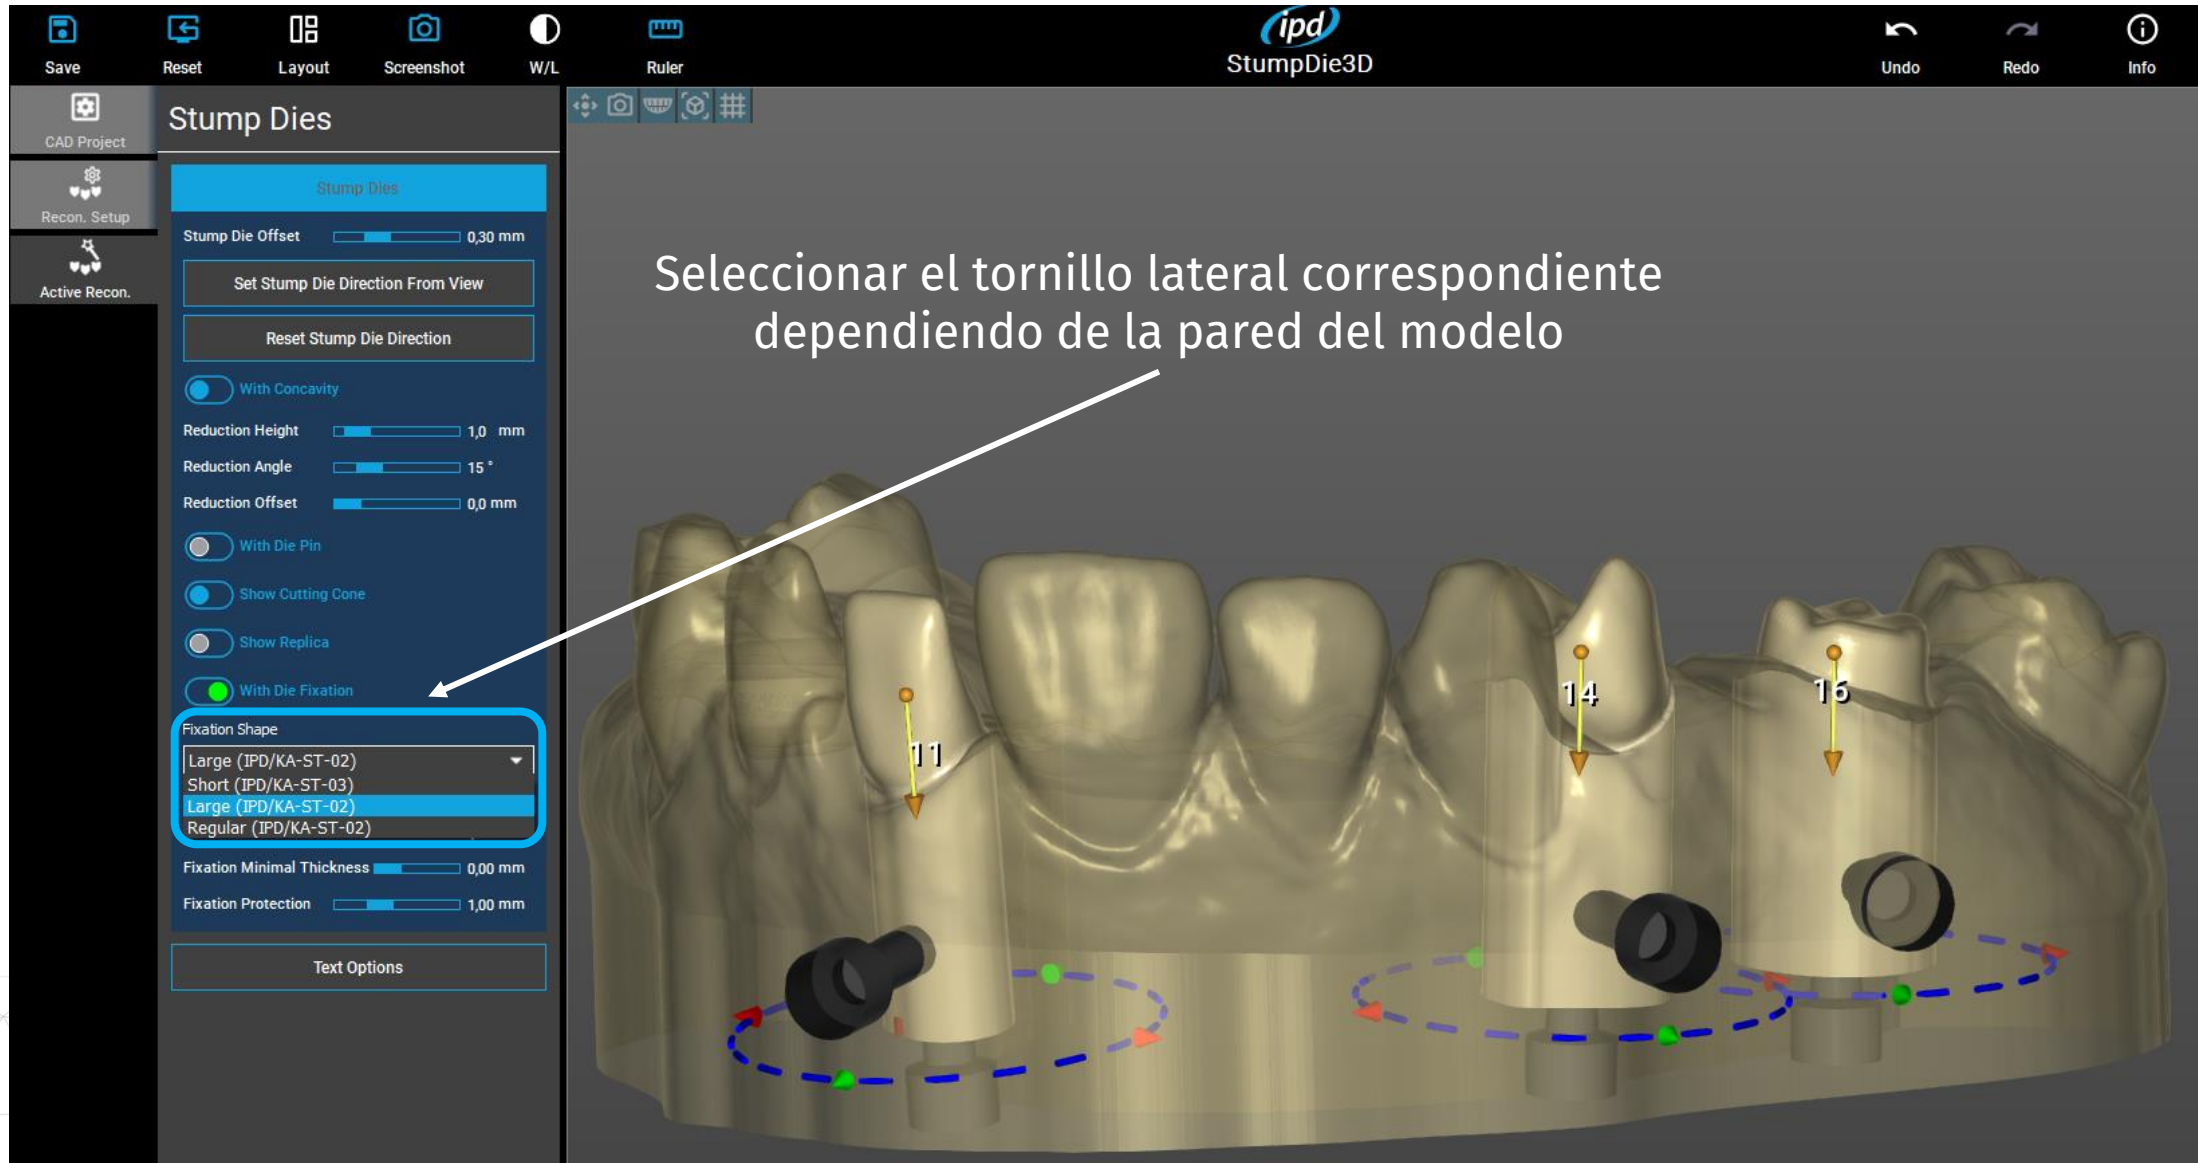 Save
Reset
Layout
Screenshot
W/L
Ruler
ipd
StumpDie3D
Undo
Redo
Info
CAD Project
Recon. Setup
Active Recon.
Stump Dies
Stump Dies
Stump Die Offset 0,30 mm
Set Stump Die Direction From View
Reset Stump Die Direction
With Concavity
Reduction Height 1,0 mm
Reduction Angle 15 °
Reduction Offset 0,0 mm
With Die Pin
Show Cutting Cone
Show Replica
With Die Fixation
Fixation Shape
Large (IPD/KA-ST-02)
Short (IPD/KA-ST-03)
Large (IPD/KA-ST-02)
Regular (IPD/KA-ST-02)
Fixation Minimal Thickness 0,00 mm
Fixation Protection 1,00 mm
Text Options
Seleccionar el tornillo lateral correspondiente
dependiendo de la pared del modelo
11
14
16